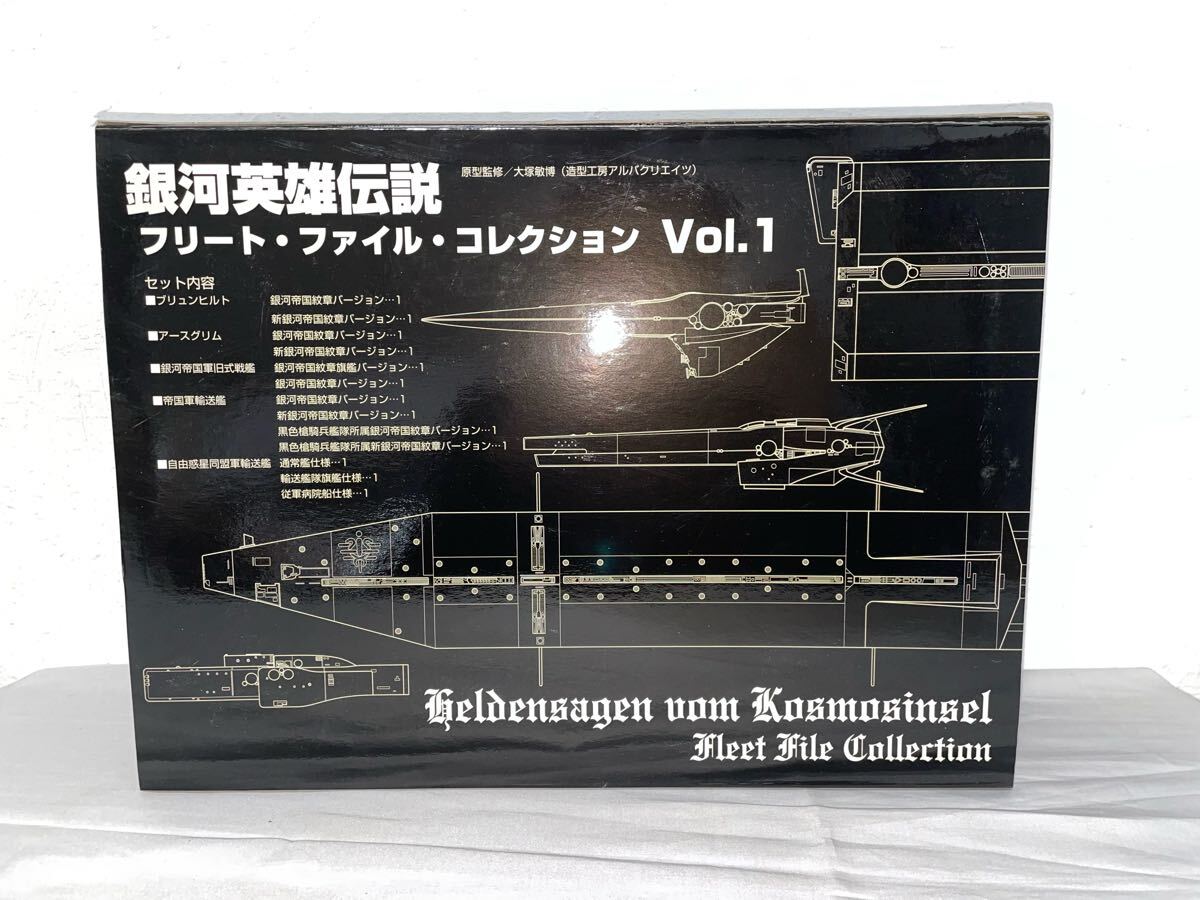 銀河英雄伝説
原型監修／大塚敏博（造型工房アルバクリエイツ）
フリート・ファイル・コレクション Vol.1
セット内容
■ブリュンヒルト 銀河帝国紋章バージョン…1
新銀河帝国紋章バージョン…1
■アースグリム 銀河帝国紋章バージョン…1
新銀河帝国紋章バージョン…1
■銀河帝国軍旧式戦艦 銀河帝国紋章旗艦バージョン…1
銀河帝国紋章バージョン…1
■帝国軍輸送艦 銀河帝国紋章バージョン…1
新銀河帝国紋章バージョン…1
黒色槍騎兵艦隊所属銀河帝国紋章バージョン…1
黒色槍騎兵艦隊所属新銀河帝国紋章バージョン…1
■自由惑星同盟軍輸送艦 通常艦仕様…1
輸送艦隊旗艦仕様…1
従軍病院船仕様…1
Heldensagen vom Kosmosinsel
Fleet File Collection